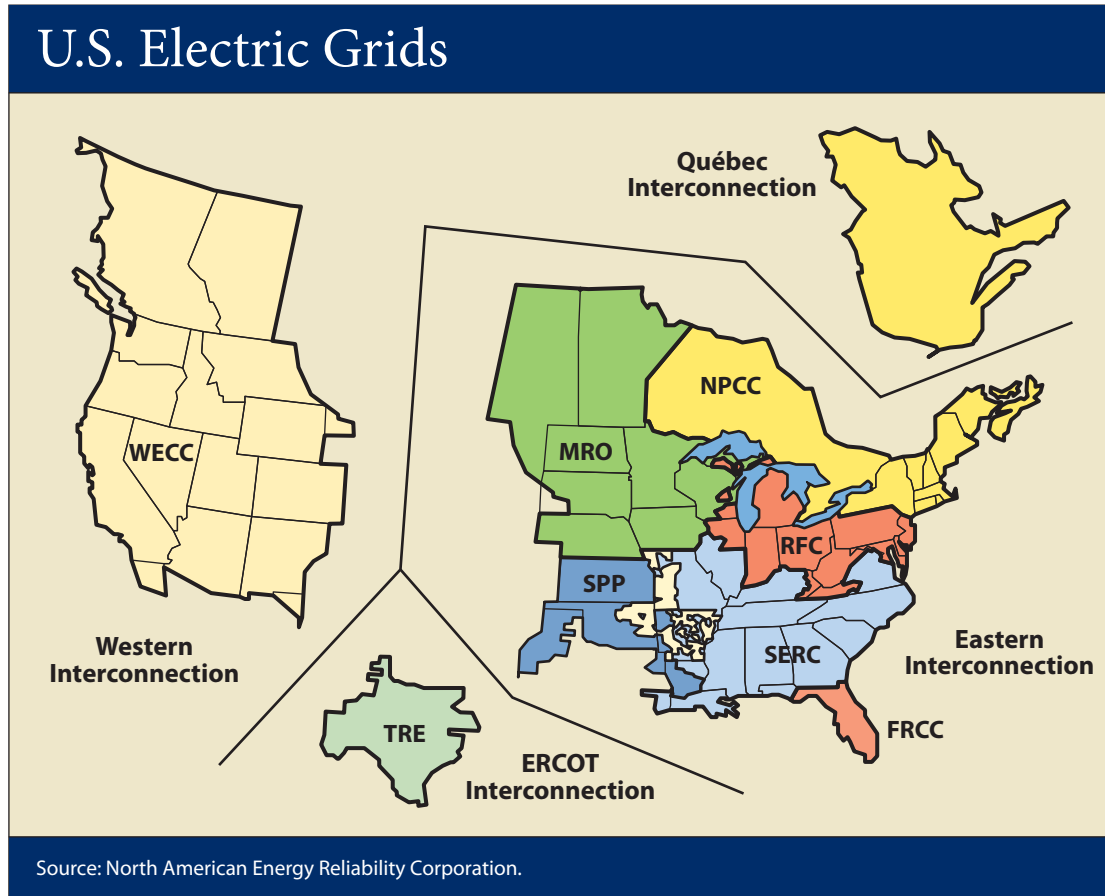 U.S. Electric Grids
Québec
Interconnection
NPCC
MRO
WECC
RFC
SPP
SERC
Western
Interconnection
Eastern
Interconnection
TRE
FRCC
ERCOT
Interconnection
Source: North American Energy Reliability Corporation.